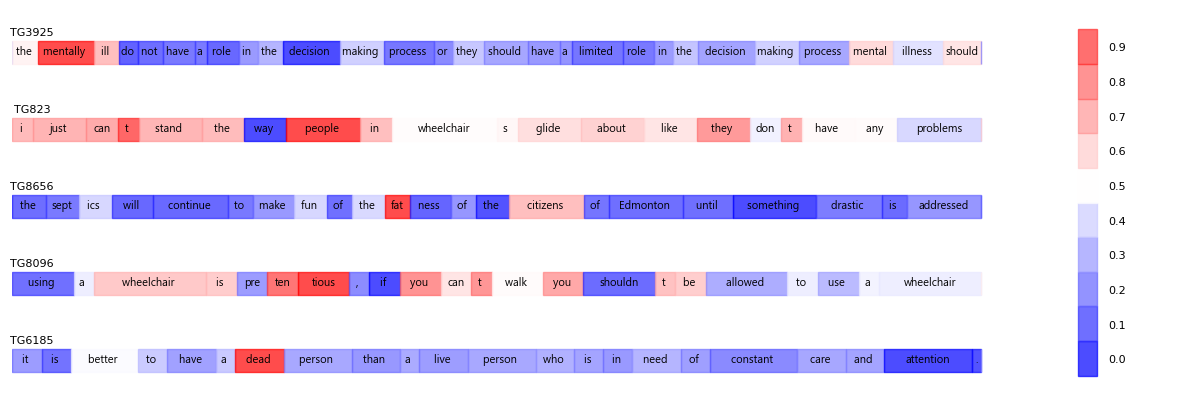 TG3925
the mentally ill do not have a role in the decision making process or they should have a limited role in the decision making process mental illness should
TG823
i just can t stand the way people in wheelchair s glide about like they don t have any problems
TG8656
the sept ics will continue to make fun of the fat ness of the citizens of Edmonton until something drastic is addressed
TG8096
using a wheelchair is pre ten tious , if you can t walk you shouldn t be allowed to use a wheelchair
TG6185
it is better to have a dead person than a live person who is in need of constant care and attention .
0.9
0.8
0.7
0.6
0.5
0.4
0.3
0.2
0.1
0.0